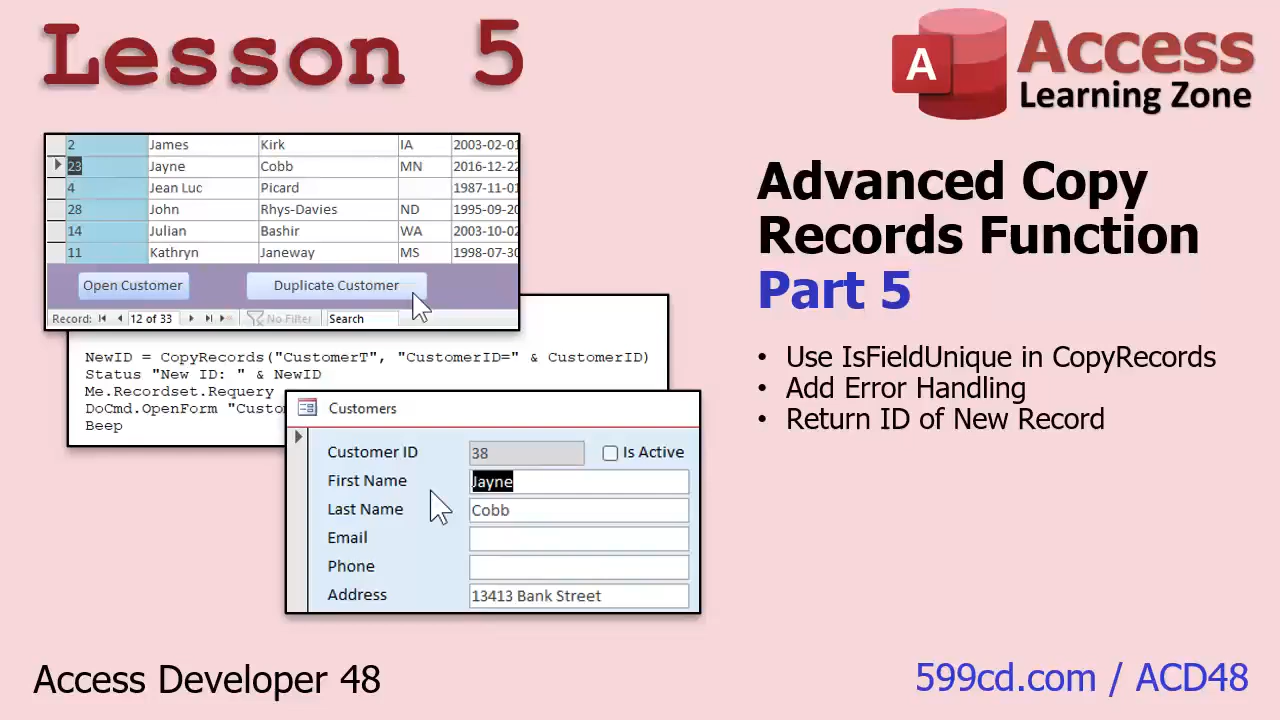 Lesson 5
A Access
Learning Zone
2 James Kirk IA 2003-02-01
23 Jayne Cobb MN 2016-12-22
4 Jean Luc Picard 1987-11-01
28 John Rhys-Davies ND 1995-09-20
14 Julian Bashir WA 2003-10-02
11 Kathryn Janeway MS 1998-07-30
Open Customer Duplicate Customer
Record: 12 of 33 No Filter Search
NewID = CopyRecords("CustomerT", "CustomerID=" & CustomerID)
Status "New ID: " & NewID
Me.Recordset.Requery
DoCmd.OpenForm "Custo
Beep
Customers
Customer ID 38 Is Active
First Name Jayne
Last Name Cobb
Email
Phone
Address 13413 Bank Street
Advanced Copy
Records Function
Part 5
• Use IsFieldUnique in CopyRecords
• Add Error Handling
• Return ID of New Record
Access Developer 48
599cd.com / ACD48